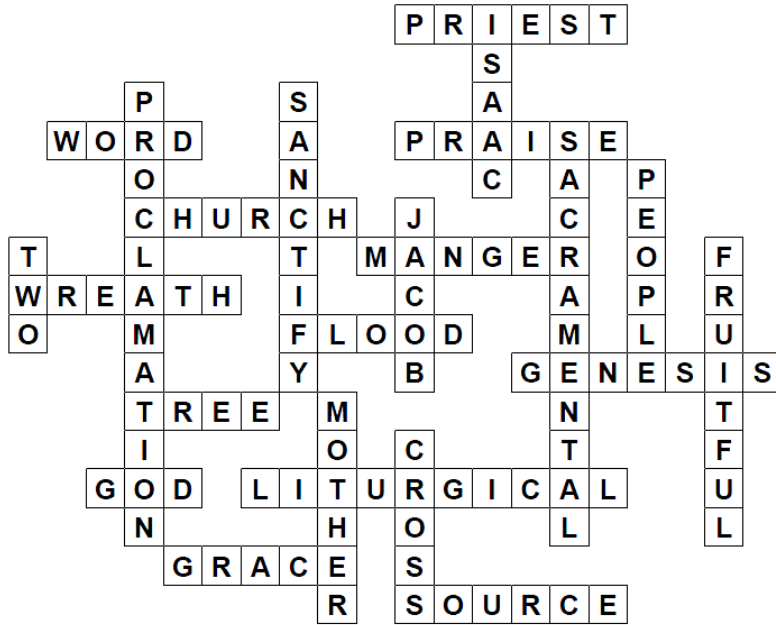 PRIEST
ISAAC
PROCLAMATION
SANCTIFY
WORD
PRAISE
SACRAMENTAL
PEOPLE
CHURCH
JACOB
TWO
MANGER
FRUITFUL
WREATH
FLOOD
GENESIS
TREE
MOTHER
CROSS
GOD
LITURGICAL
GRACE
SOURCE